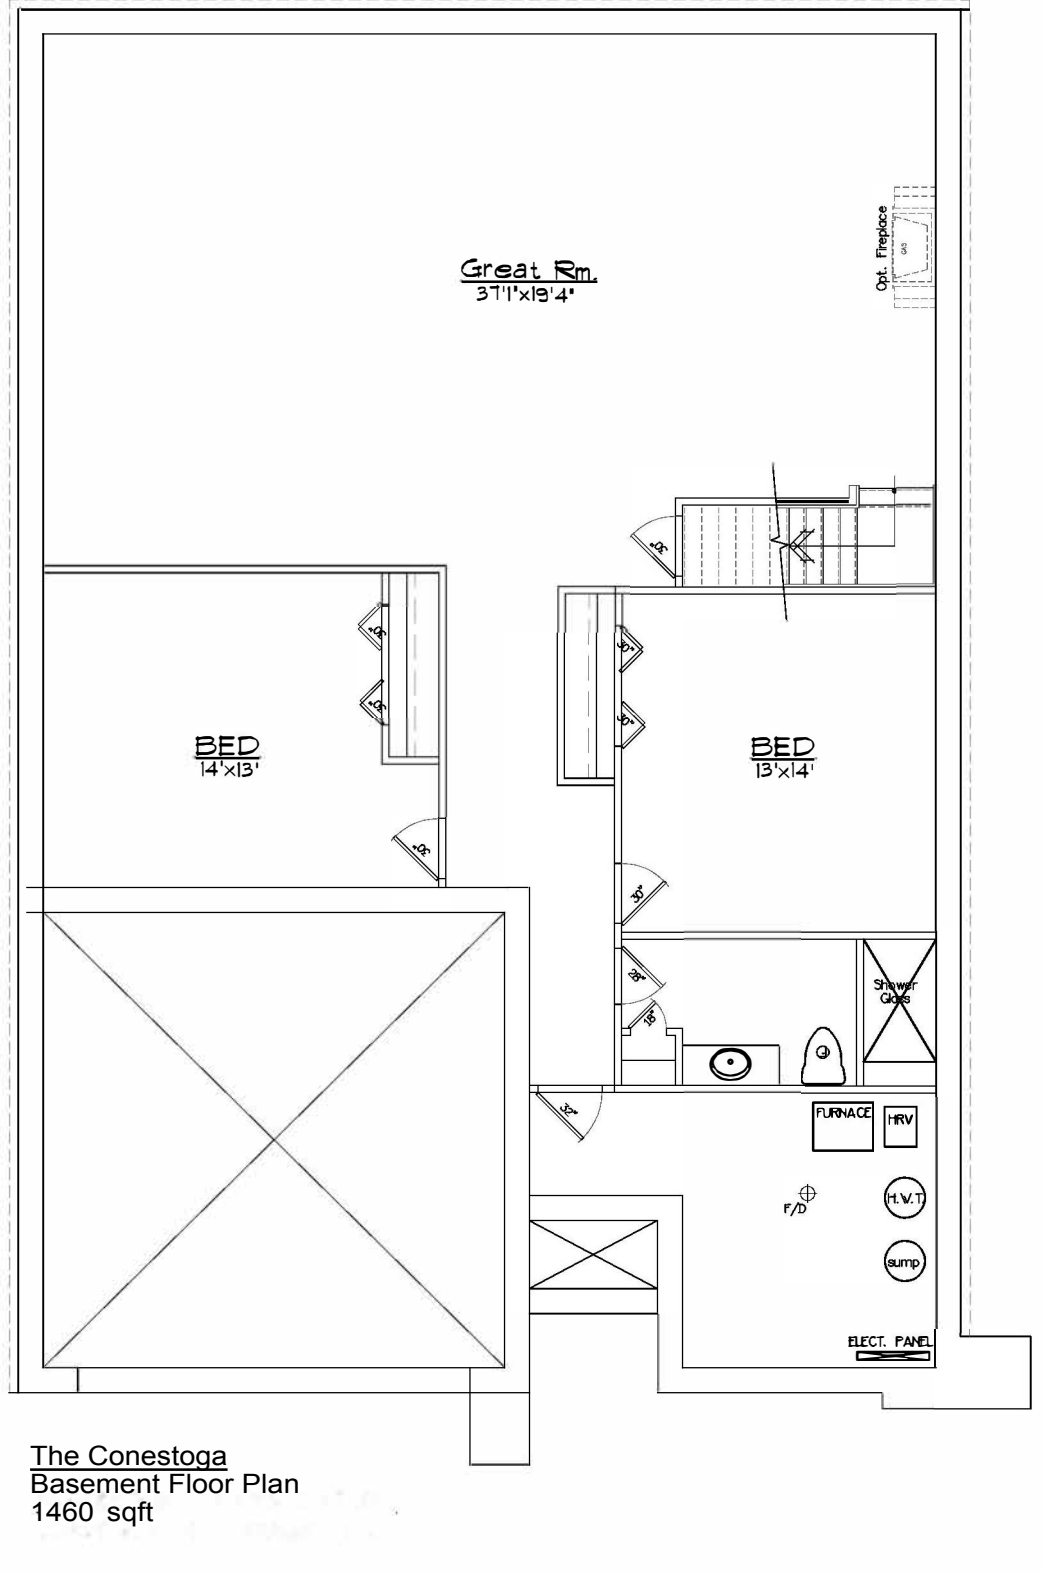 Opt. Fireplace
GAS
Great Rm.
37'1"x19'4"
30"
30"
30"
30"
30"
BED
14'x13'
BED
13'x14'
30"
30"
28"
18"
Shower
Glass
32"
FURNACE
HRV
F/D
H.W.T.
sump
ELECT. PANEL
The Conestoga
Basement Floor Plan
1460 sqft